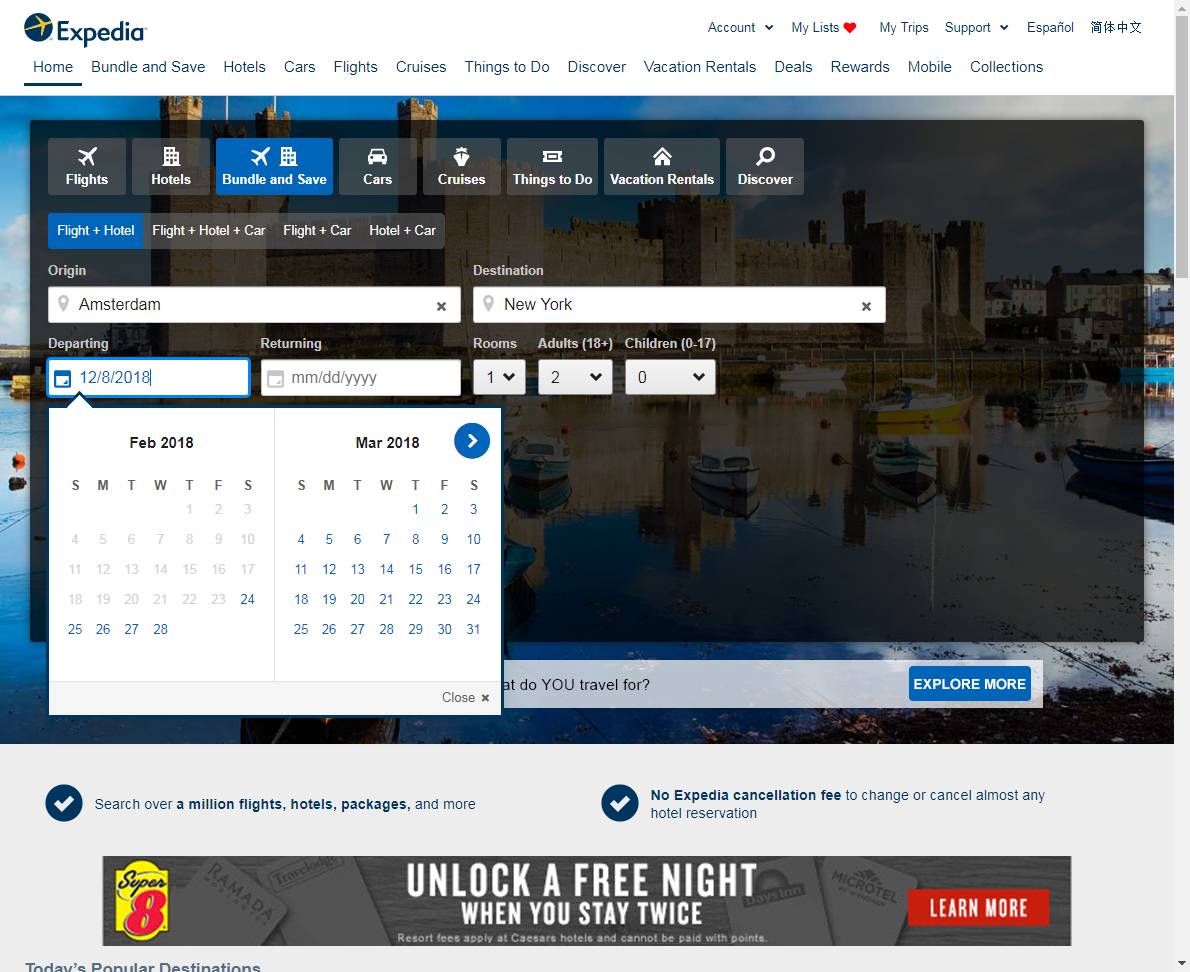 Expedia
Account My Lists My Trips Support Español 简体中文
Home Bundle and Save Hotels Cars Flights Cruises Things to Do Discover Vacation Rentals Deals Rewards Mobile Collections
Flights Hotels Bundle and Save Cars Cruises Things to Do Vacation Rentals Discover
Flight + Hotel Flight + Hotel + Car Flight + Car Hotel + Car
Origin Destination
Amsterdam × New York ×
Departing Returning Rooms Adults (18+) Children (0-17)
12/8/2018 mm/dd/yyyy 1 2 0
Feb 2018
S M T W T F S
1 2 3
4 5 6 7 8 9 10
11 12 13 14 15 16 17
18 19 20 21 22 23 24
25 26 27 28
Mar 2018
S M T W T F S
1 2 3
4 5 6 7 8 9 10
11 12 13 14 15 16 17
18 19 20 21 22 23 24
25 26 27 28 29 30 31
Close ×
at do YOU travel for? EXPLORE MORE
Search over a million flights, hotels, packages, and more
No Expedia cancellation fee to change or cancel almost any
hotel reservation
Super 8
RAMADA
Travelodge
UNLOCK A FREE NIGHT
WHEN YOU STAY TWICE
Resort fees apply at Caesars hotels and cannot be paid with points.
Days Inn
MICROTEL
LEARN MORE
Today's Popular Destinations